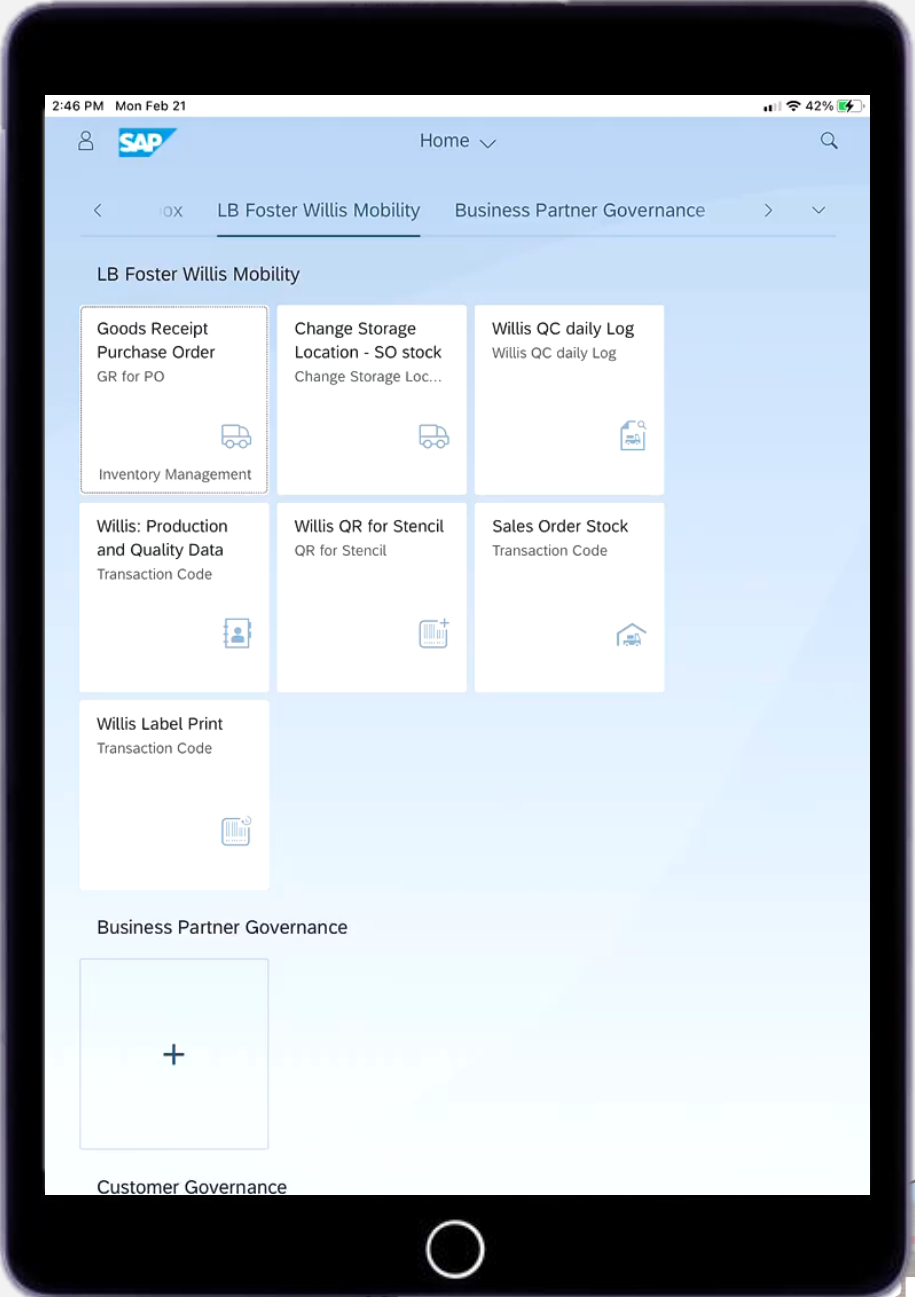 2:46 PM Mon Feb 21
42%
SAP
Home
LB Foster Willis Mobility
Business Partner Governance
LB Foster Willis Mobility
Goods Receipt
Purchase Order
GR for PO
Inventory Management
Change Storage
Location - SO stock
Change Storage Loc...
Willis QC daily Log
Willis QC daily Log
Willis: Production
and Quality Data
Transaction Code
Willis QR for Stencil
QR for Stencil
Sales Order Stock
Transaction Code
Willis Label Print
Transaction Code
Business Partner Governance
Customer Governance